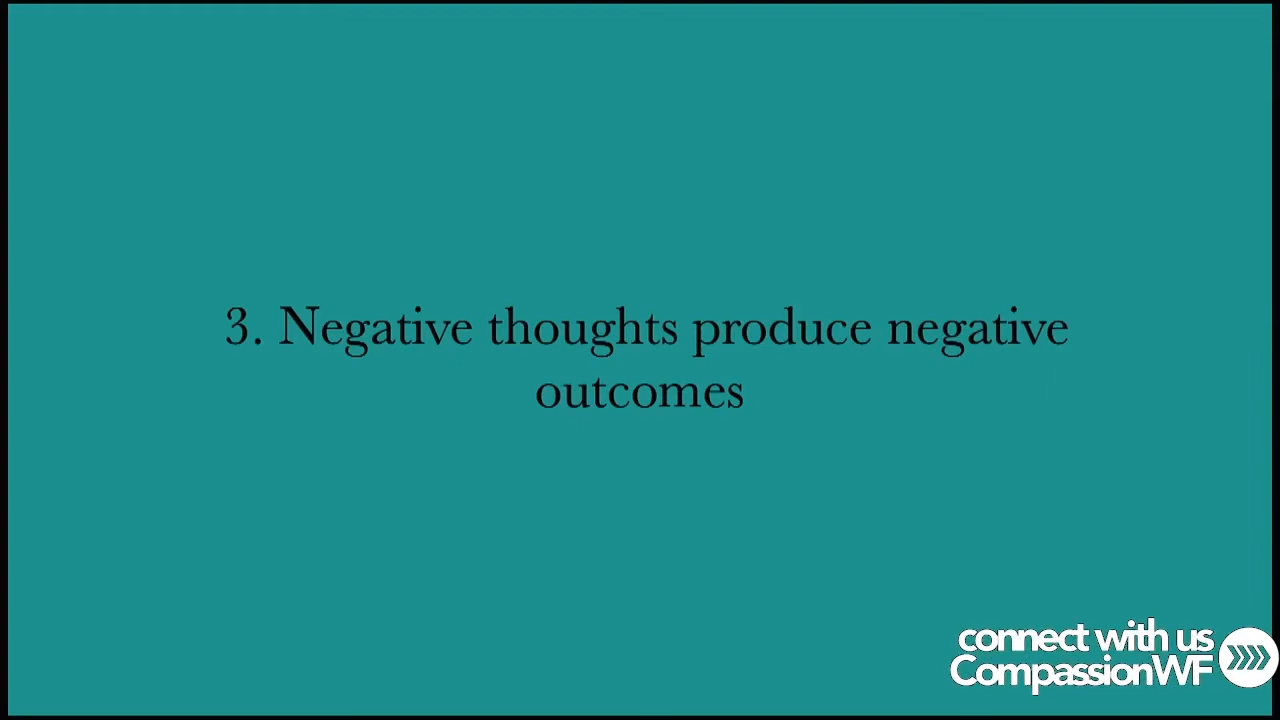 3. Negative thoughts produce negative
outcomes
connect with us
CompassionWF